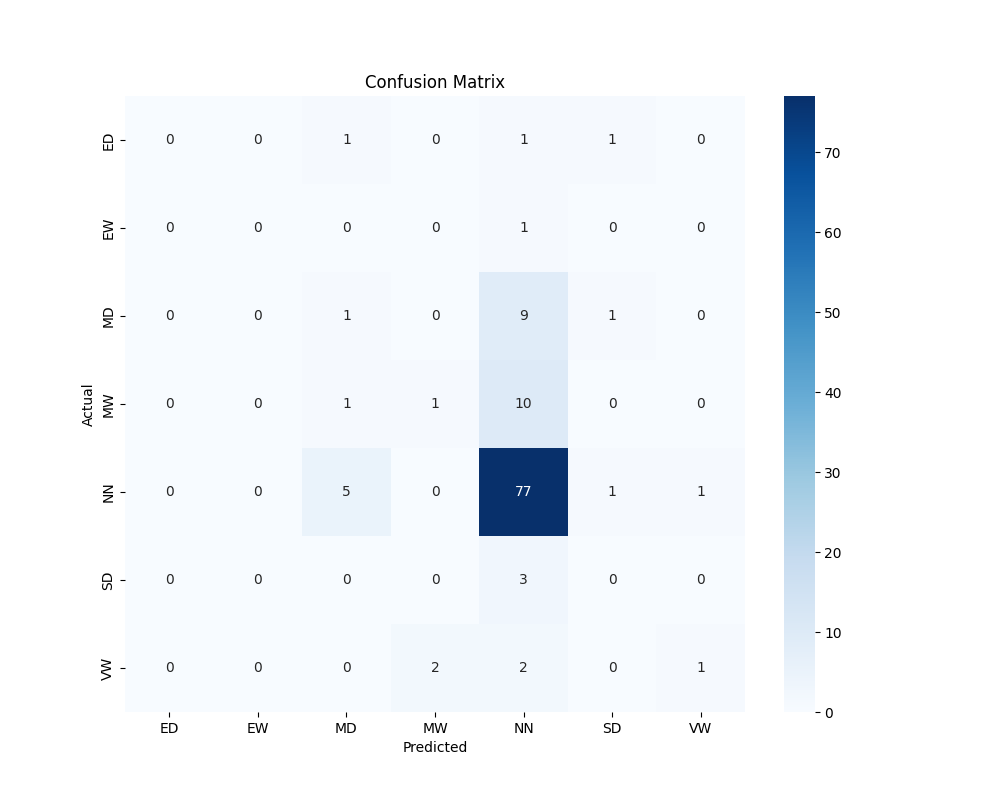 Confusion Matrix
Actual
ED 0 0 1 0 1 1 0
EW 0 0 0 0 1 0 0
MD 0 0 1 0 9 1 0
MW 0 0 1 1 10 0 0
NN 0 0 5 0 77 1 1
SD 0 0 0 0 3 0 0
VW 0 0 0 2 2 0 1
ED EW MD MW NN SD VW
Predicted
70
60
50
40
30
20
10
0